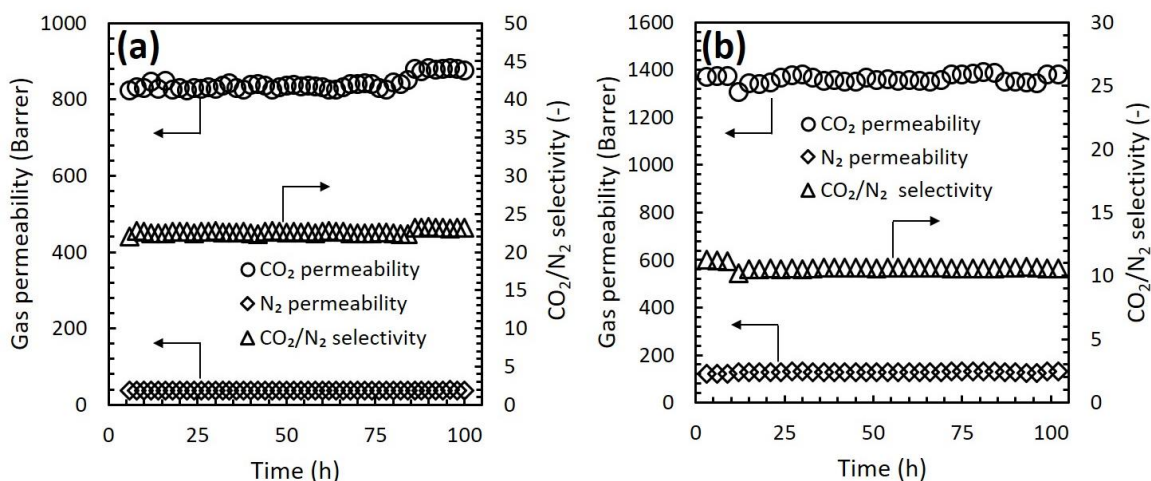 (a)
Gas permeability (Barrer)
1000
800
600
400
200
0
50
45
40
35
30
25
20
15
10
5
0
CO₂/N₂ selectivity (-)
CO₂ permeability
N₂ permeability
CO₂/N₂ selectivity
0 25 50 75 100
Time (h)
(b)
Gas permeability (Barrer)
1600
1400
1200
1000
800
600
400
200
0
30
25
20
15
10
5
0
CO₂/N₂ selectivity (-)
CO₂ permeability
N₂ permeability
CO₂/N₂ selectivity
0 25 50 75 100
Time (h)